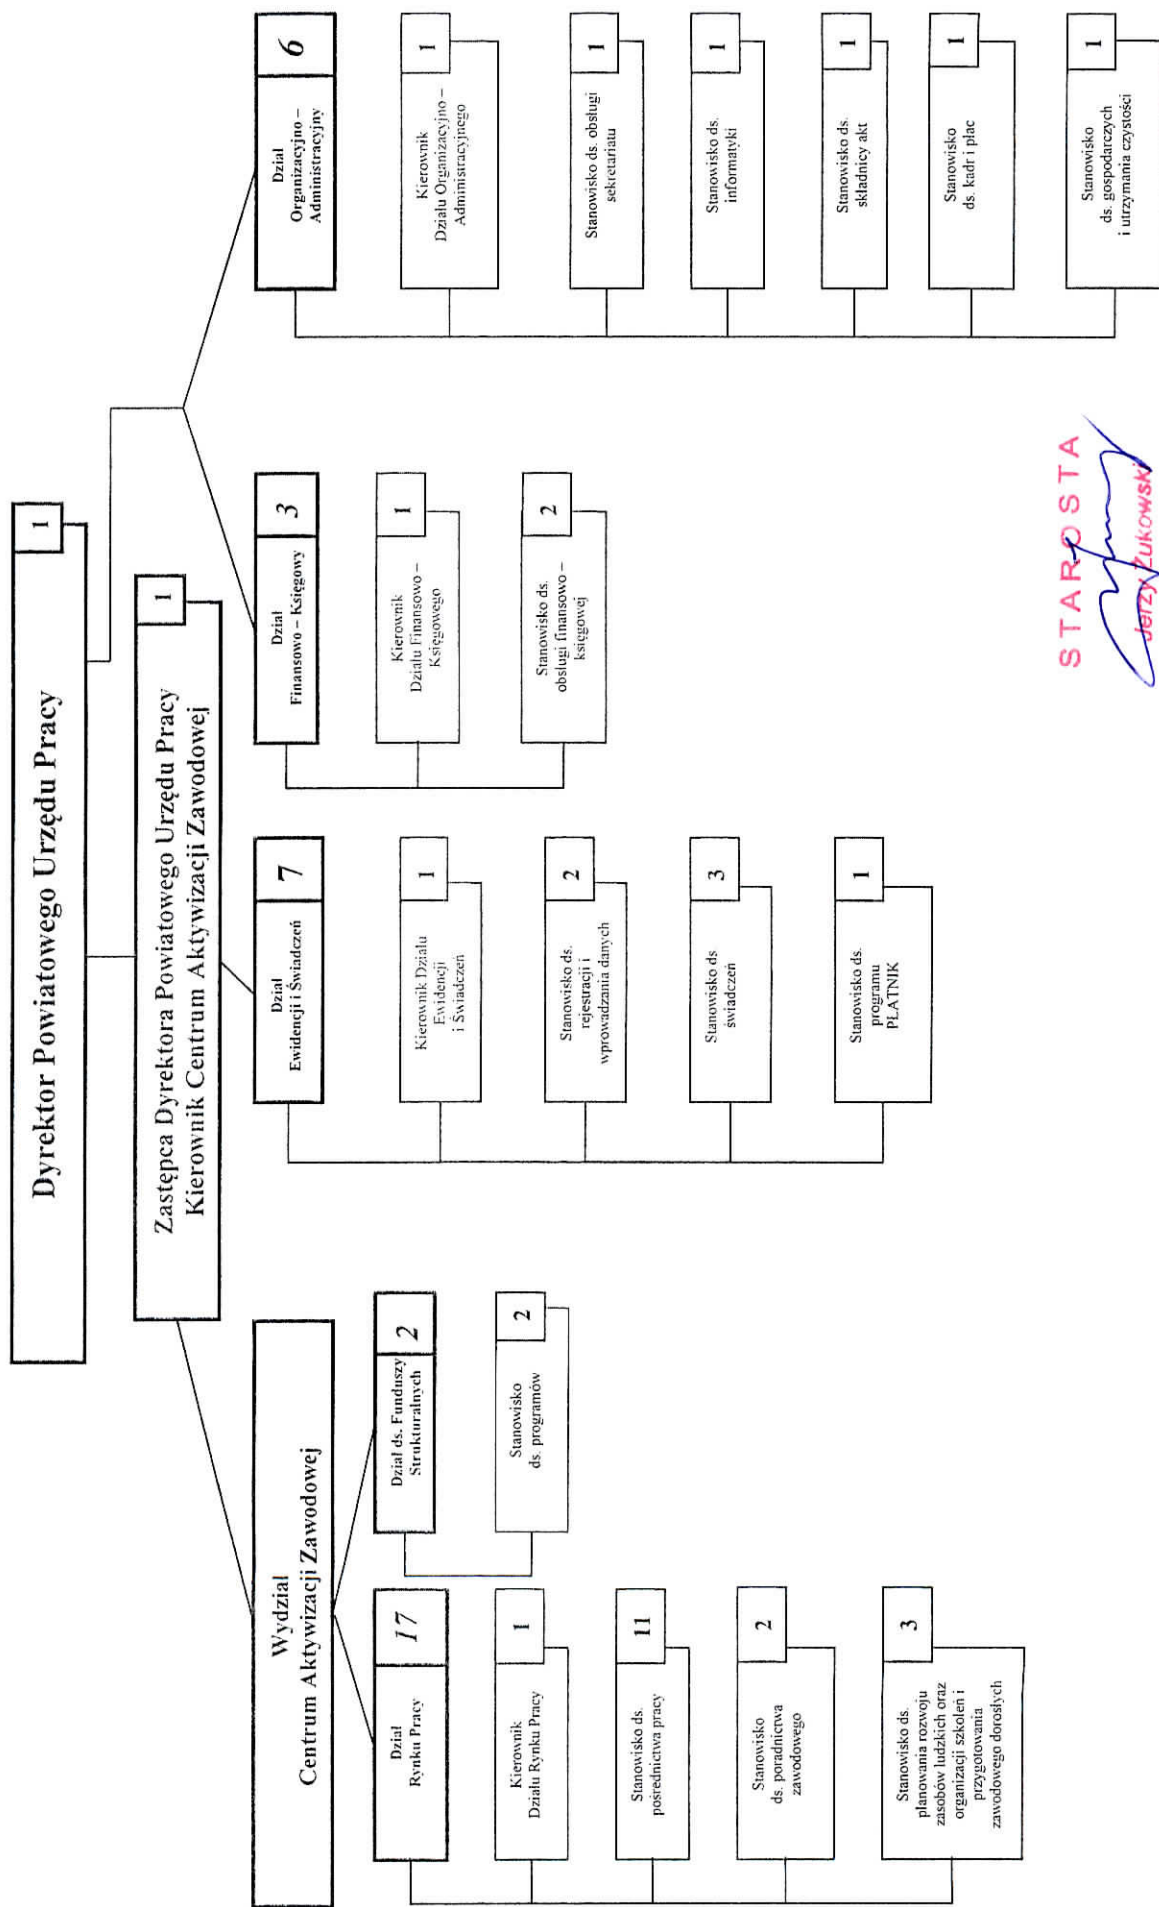 Dyrektor Powiatowego Urzędu Pracy
1
Zastępca Dyrektora Powiatowego Urzędu Pracy
Kierownik Centrum Aktywizacji Zawodowej
1
Wydział
Centrum Aktywizacji Zawodowej
Dział
Rynku Pracy
17
Kierownik
Działu Rynku Pracy
1
Stanowisko ds.
pośrednictwa pracy
11
Stanowisko
ds. poradnictwa
zawodowego
2
Stanowisko ds.
planowania rozwoju
zasobów ludzkich oraz
organizacji szkoleń i
przygotowania
zawodowego dorosłych
3
Dział ds. Funduszy
Strukturalnych
2
Stanowisko
ds. programów
2
Dział
Ewidencji i Świadczeń
7
Kierownik Działu
Ewidencji
i Świadczeń
1
Stanowisko ds.
rejestracji i
wprowadzania danych
2
Stanowisko ds
świadczeń
3
Stanowisko ds.
programu
PŁATNIK
1
Dział
Finansowo – Księgowy
3
Kierownik
Działu Finansowo –
Księgowego
1
Stanowisko ds.
obsługi finansowo –
księgowej
2
Dział
Organizacyjno –
Administracyjny
6
Kierownik
Działu Organizacyjno –
Administracyjnego
1
Stanowisko ds. obsługi
sekretariatu
1
Stanowisko ds.
informatyki
1
Stanowisko ds.
składnicy akt
1
Stanowisko
ds. kadr i płac
1
Stanowisko
ds. gospodarczych
i utrzymania czystości
1
STAROSTA
Jerzy Żukowski